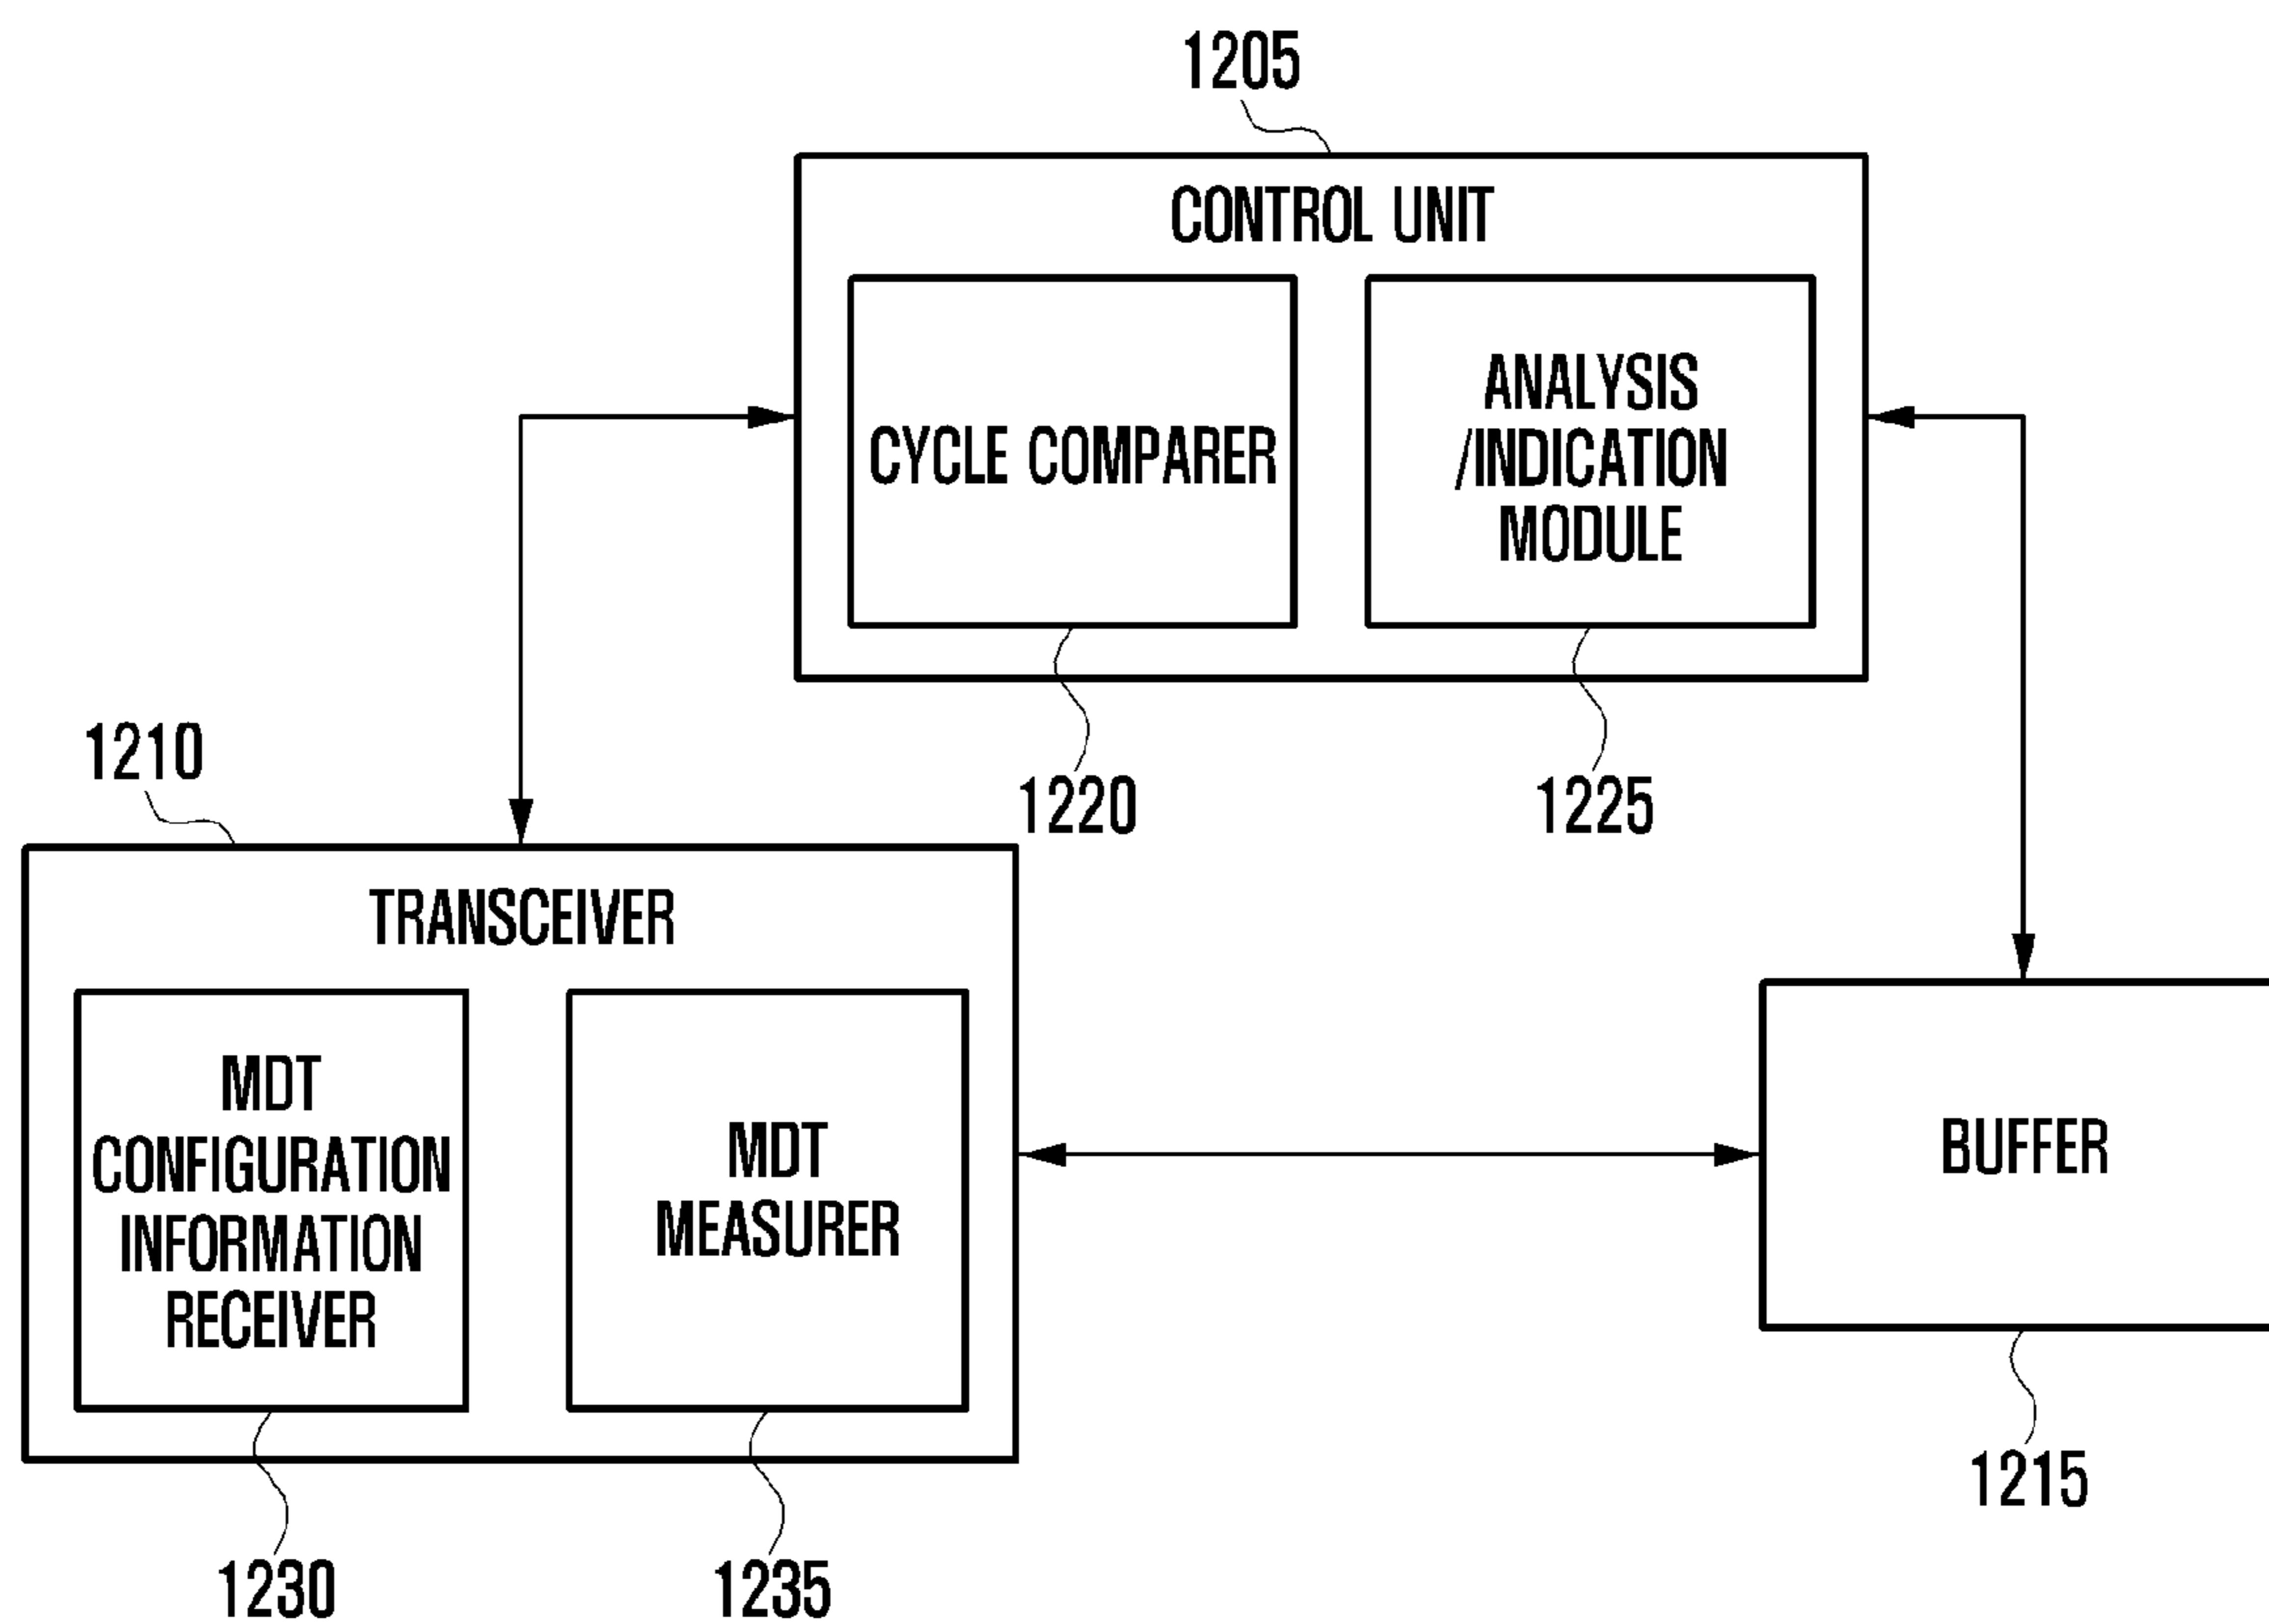 1205
CONTROL UNIT
CYCLE COMPARER
ANALYSIS
/INDICATION
MODULE
1220
1225
1210
TRANSCEIVER
MDT
CONFIGURATION
INFORMATION
RECEIVER
MDT
MEASURER
BUFFER
1215
1230
1235